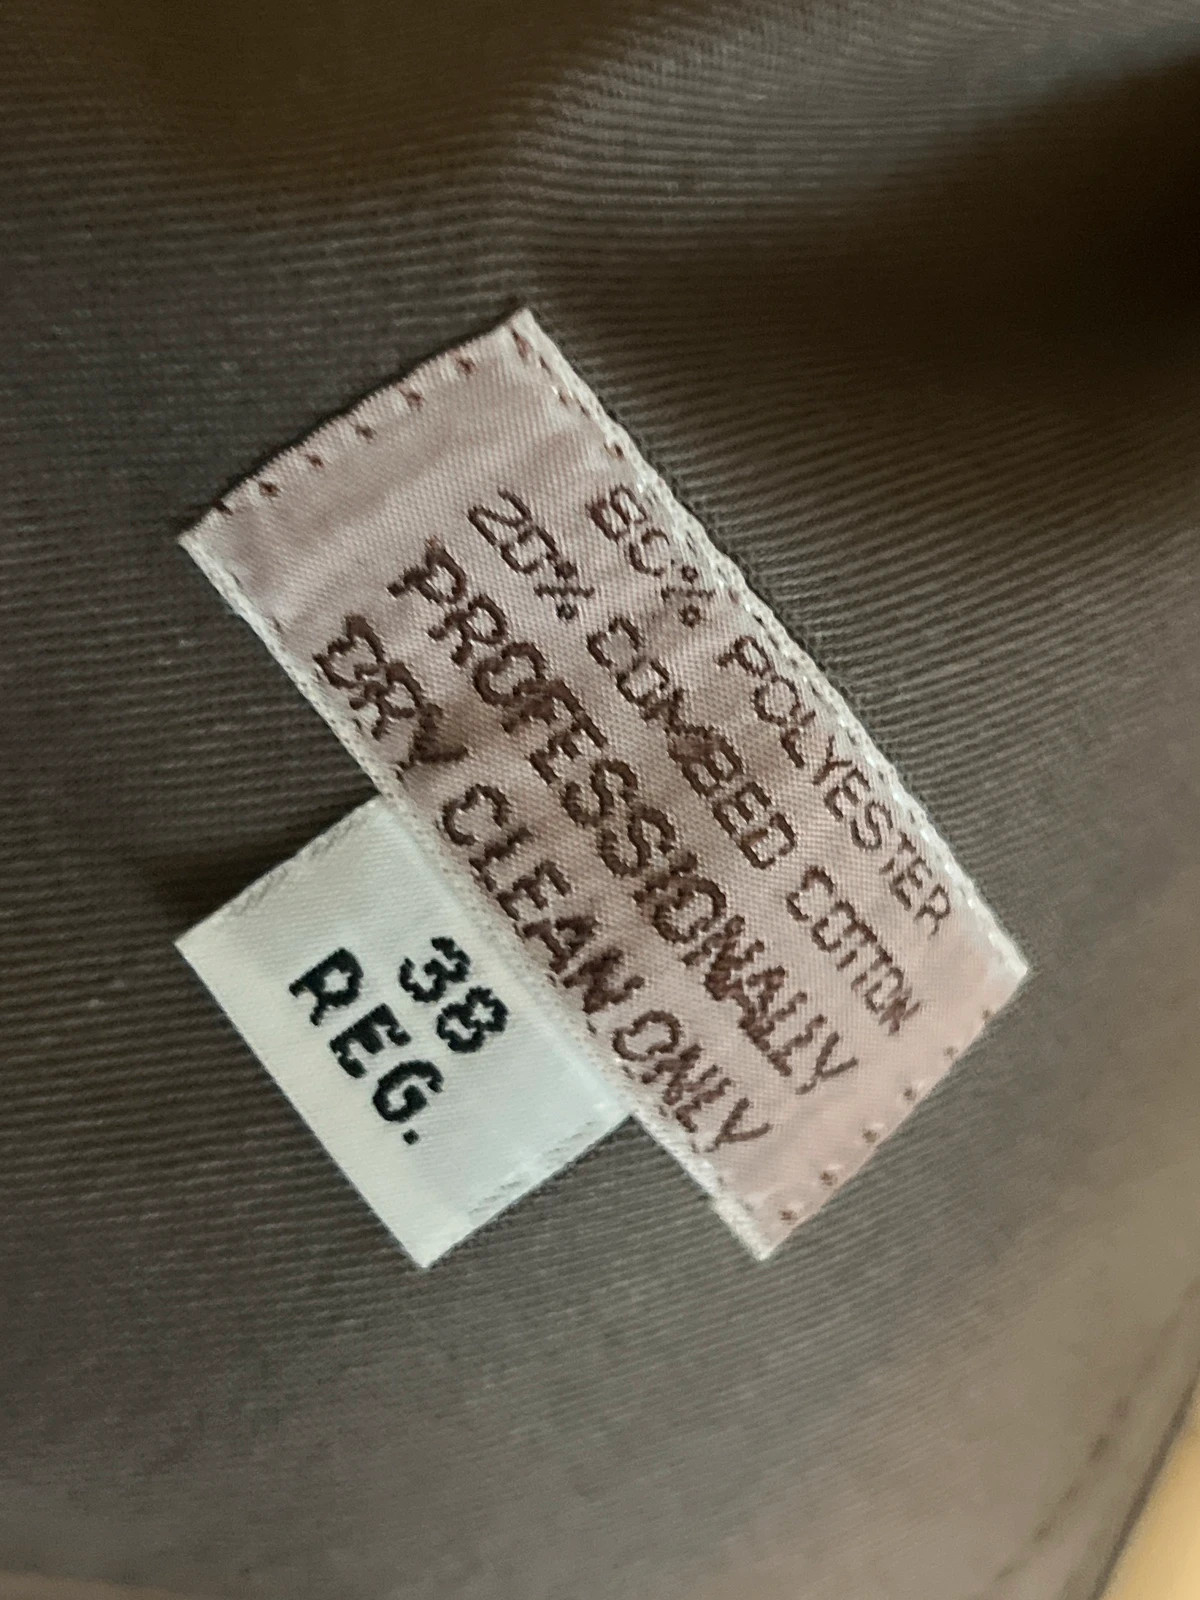 80% POLYESTER
20% COMBED COTTON
PROFESSIONALLY
DRY CLEAN ONLY
38
REG.